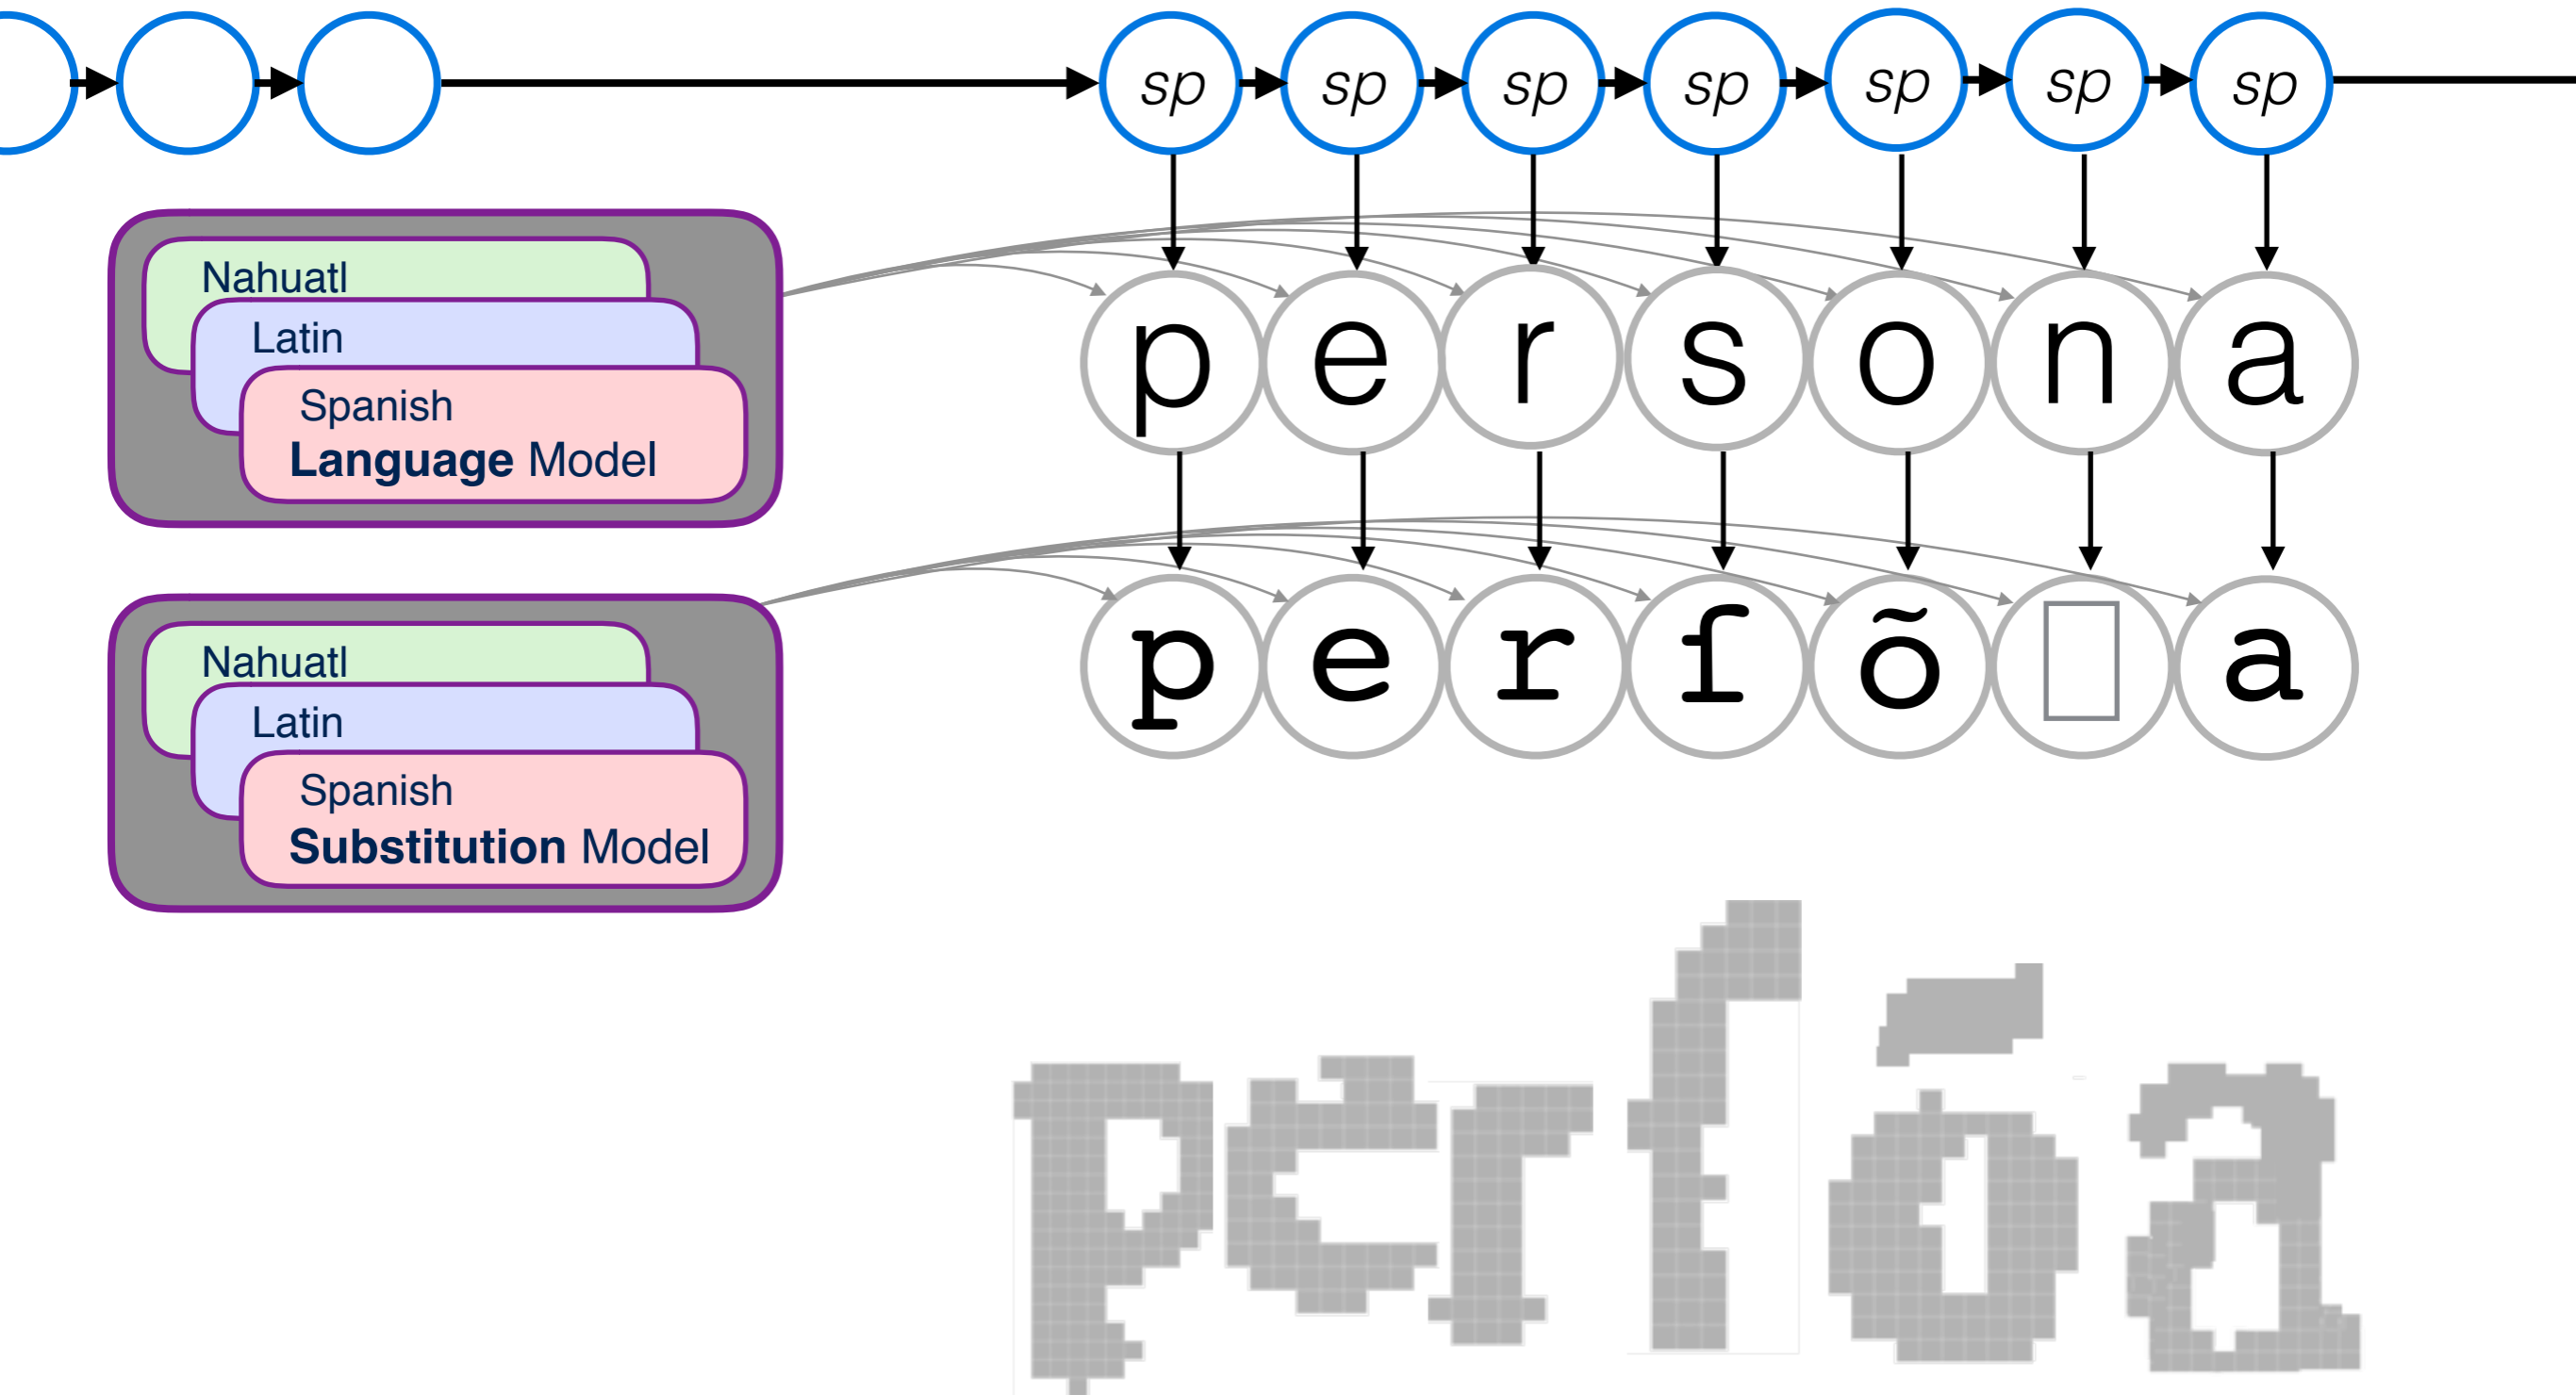 sp sp sp sp sp sp sp
Nahuatl
Latin
Spanish
Language Model
p e r s o n a
Nahuatl
Latin
Spanish
Substitution Model
p e r ſ õ a
perſõa